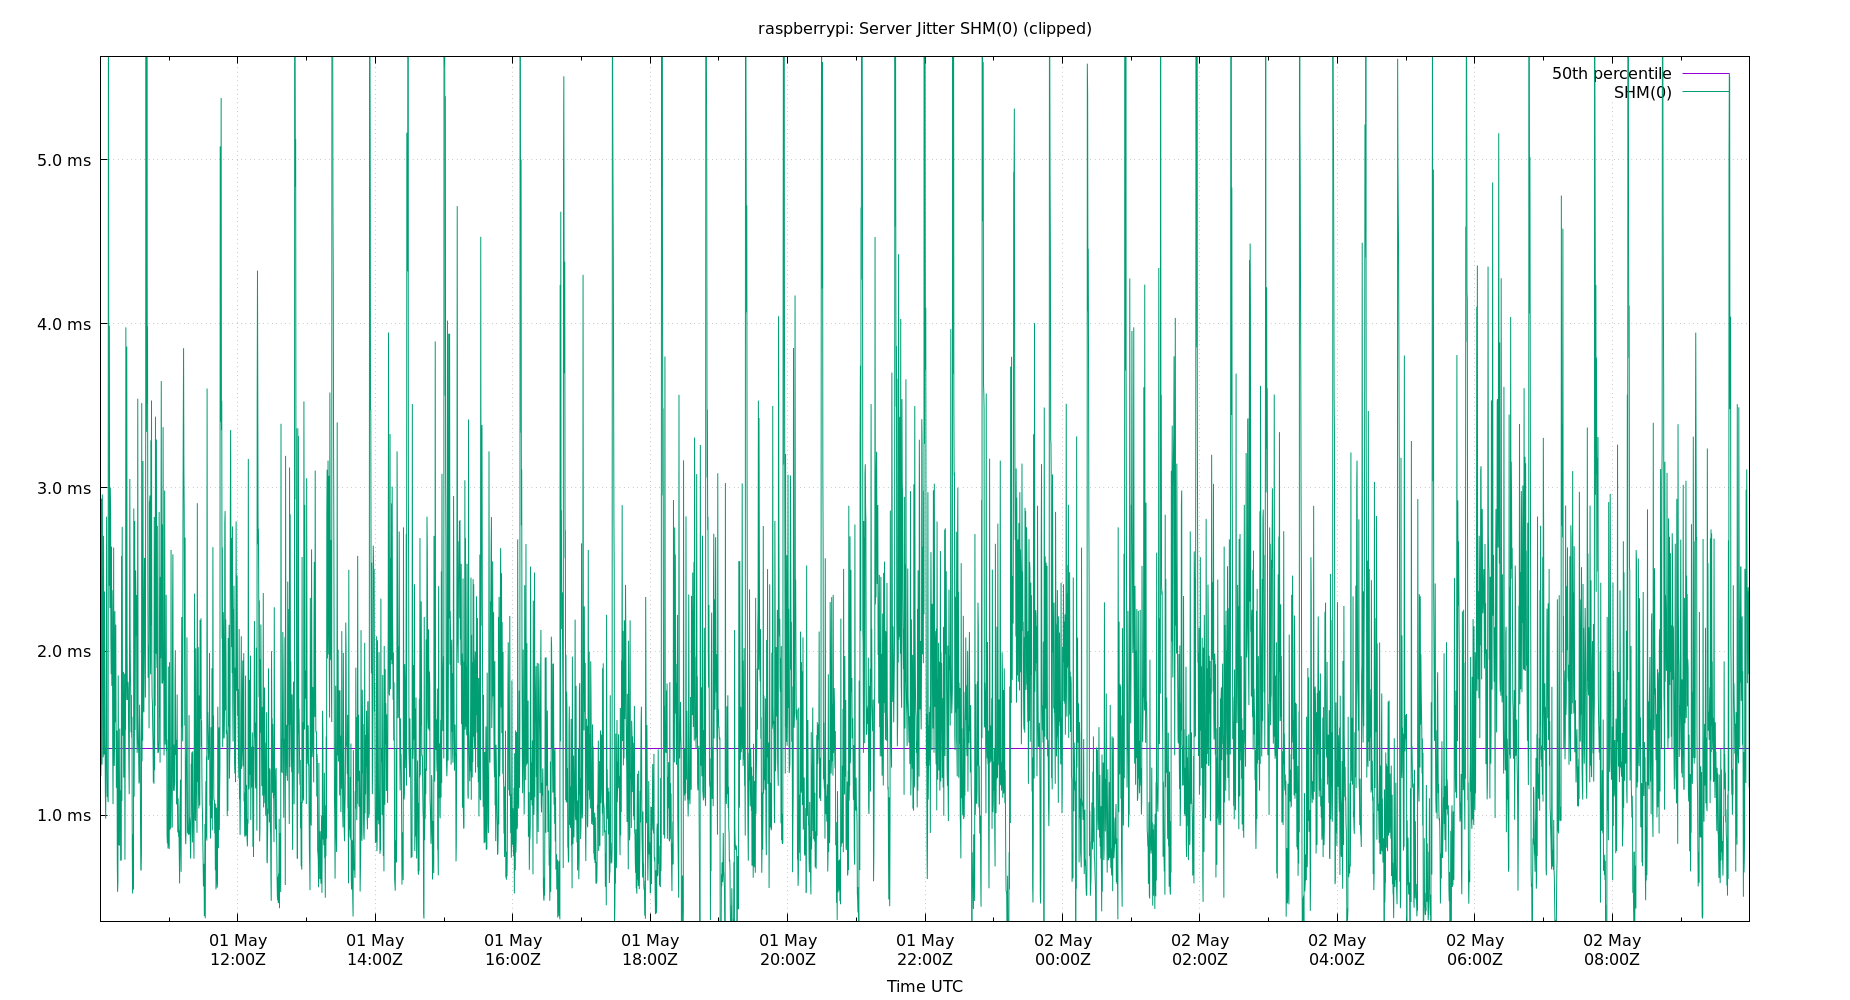 raspberrypi: Server Jitter SHM(0) (clipped)
50th percentile
SHM(0)
5.0 ms
4.0 ms
3.0 ms
2.0 ms
1.0 ms
01 May 01 May 01 May 01 May 01 May 01 May 02 May 02 May 02 May 02 May 02 May
12:00Z 14:00Z 16:00Z 18:00Z 20:00Z 22:00Z 00:00Z 02:00Z 04:00Z 06:00Z 08:00Z
Time UTC